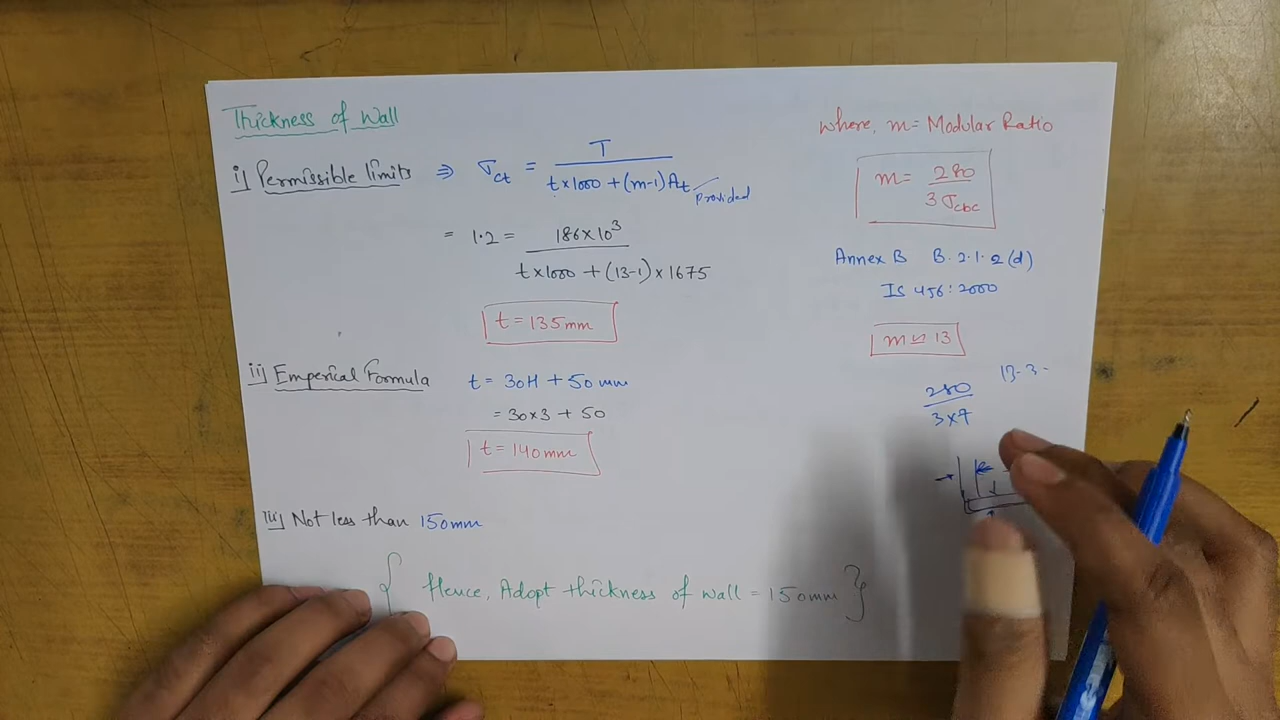 Thickness of Wall
i) Permissible limits ⇒ σct = T / t×1000 + (m-1)At
Provided
= 1.2 = 186×10³ / t×1000 + (13-1)×1675
t = 135mm
ii) Emperical Formula t = 30H + 50 mm
= 30×3 + 50
t = 140mm
iii) Not less than 150mm
{ Hence, Adopt thickness of wall = 150mm }
where, m = Modular Ratio
m = 280 / 3σcbc
Annex B B.2.1.2(d)
Is 456:2000
m ≃ 13
280 / 3×7
13.3